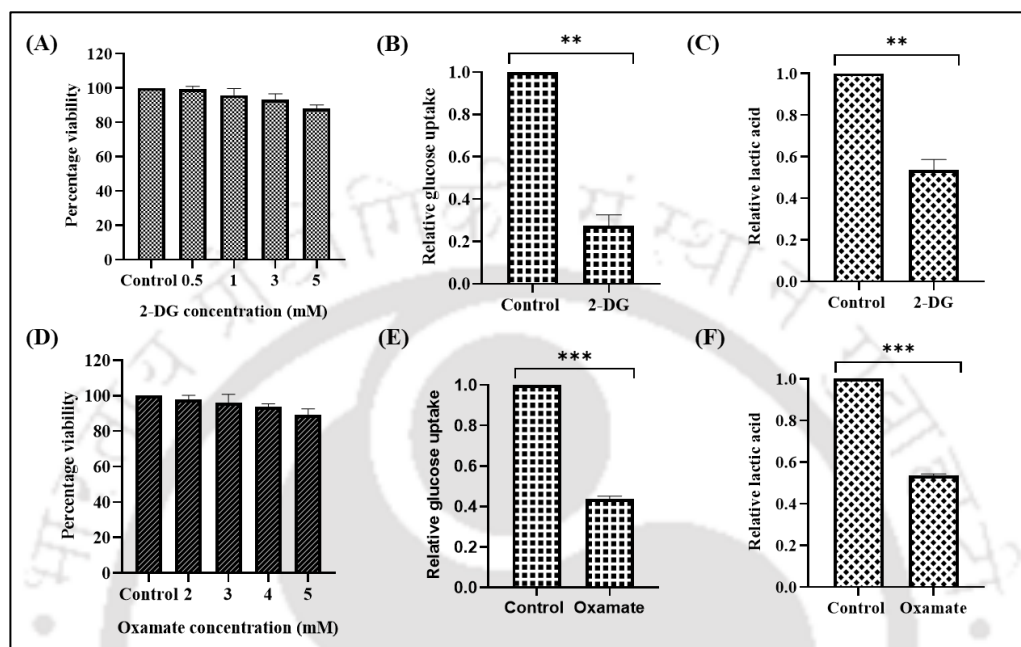 (A)
120
100
80
60
40
20
0
Percentage viability
Control 0.5 1 3 5
2-DG concentration (mM)
(B)
**
1.0
0.8
0.6
0.4
0.2
0.0
Relative glucose uptake
Control 2-DG
(C)
**
1.0
0.8
0.6
0.4
0.2
0.0
Relative lactic acid
Control 2-DG
(D)
120
100
80
60
40
20
0
Percentage viability
Control 2 3 4 5
Oxamate concentration (mM)
(E)
***
1.0
0.8
0.6
0.4
0.2
0.0
Relative glucose uptake
Control Oxamate
(F)
***
1.0
0.8
0.6
0.4
0.2
0.0
Relative lactic acid
Control Oxamate